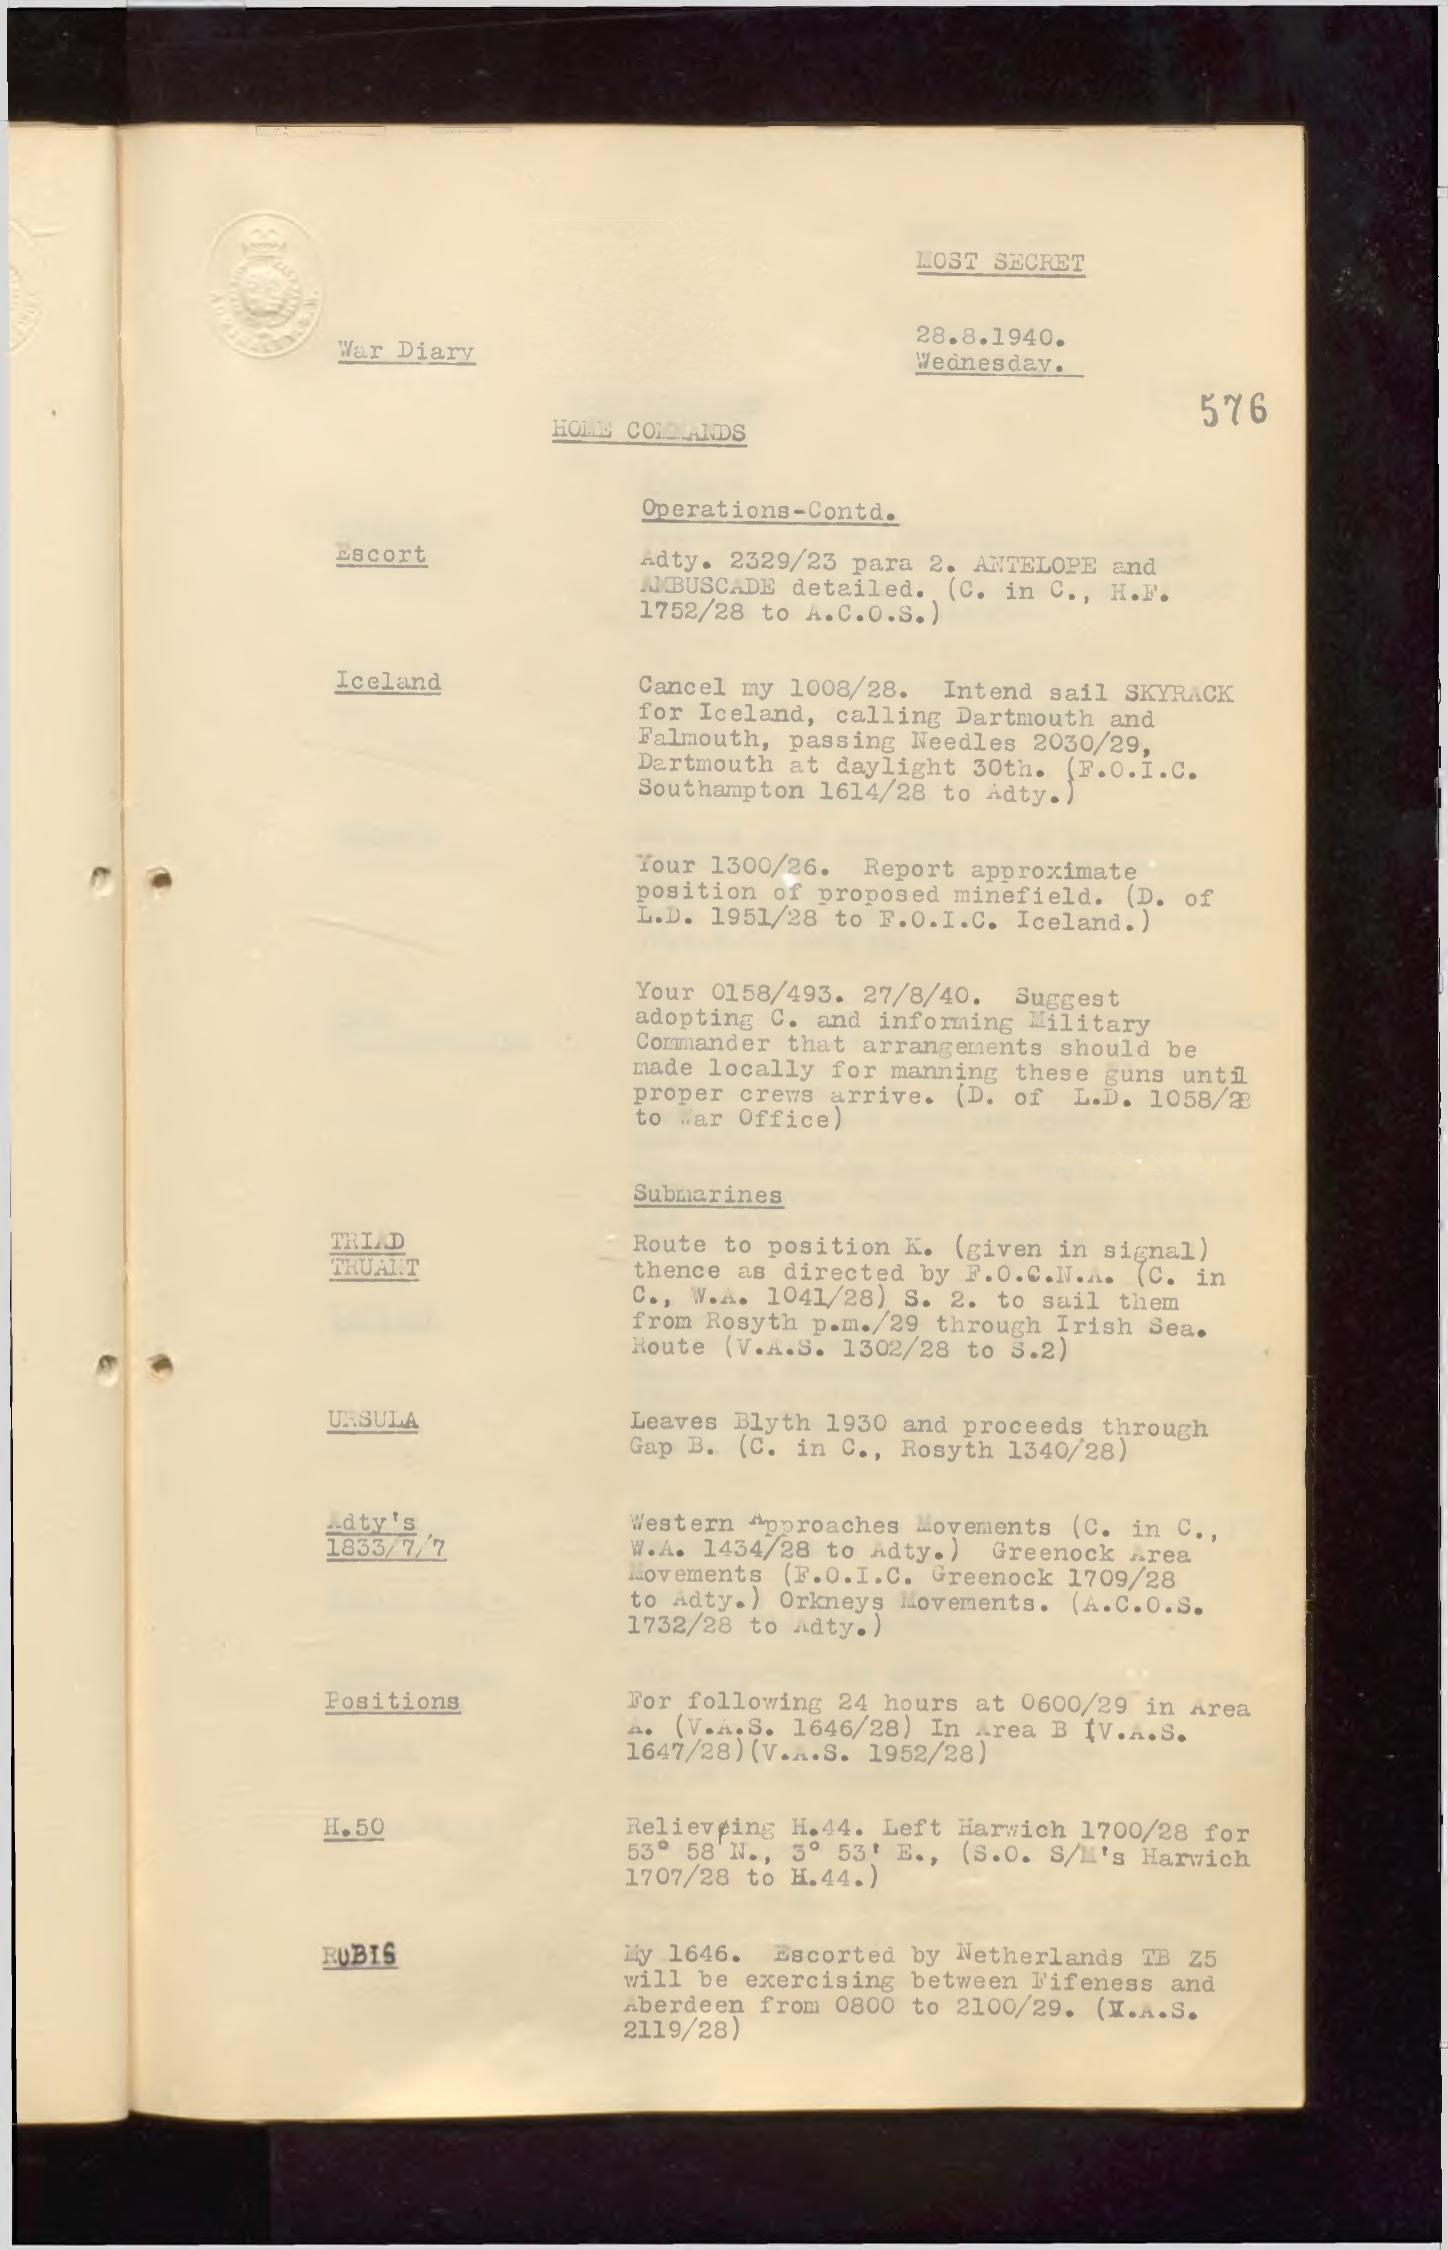 MOST SECRET
War Diary
28.8.1940.
Wednesday.
576
HOME COMMANDS
Operations-Contd.
Escort
Adty. 2329/23 para 2. ANTELOPE and
AMBUSCADE detailed. (C. in C., H.F.
1752/28 to A.C.O.S.)
Iceland
Cancel my 1008/28. Intend sail SKYRACK
for Iceland, calling Dartmouth and
Falmouth, passing Needles 2030/29,
Dartmouth at daylight 30th. (F.O.I.C.
Southampton 1614/28 to Adty.)
Your 1300/26. Report approximate
position of proposed minefield. (D. of
L.D. 1951/28 to F.O.I.C. Iceland.)
Your 0158/493. 27/8/40. Suggest
adopting C. and informing Military
Commander that arrangements should be
made locally for manning these guns until
proper crews arrive. (D. of L.D. 1058/28
to War Office)
Submarines
TRIAD
TRUANT
Route to position K. (given in signal)
thence as directed by F.O.C.N.A. (C. in
C., W.A. 1041/28) S. 2. to sail them
from Rosyth p.m./29 through Irish Sea.
Route (V.A.S. 1302/28 to S.2)
URSULA
Leaves Blyth 1930 and proceeds through
Gap B. (C. in C., Rosyth 1340/28)
Adty's
1833/7/7
Western Approaches Movements (C. in C.,
W.A. 1434/28 to Adty.) Greenock Area
Movements (F.O.I.C. Greenock 1709/28
to Adty.) Orkneys Movements. (A.C.O.S.
1732/28 to Adty.)
Positions
For following 24 hours at 0600/29 in Area
A. (V.A.S. 1646/28) In Area B (V.A.S.
1647/28)(V.A.S. 1952/28)
H.50
Relieving H.44. Left Harwich 1700/28 for
53° 58' N., 3° 53' E., (S.O. S/M's Harwich
1707/28 to H.44.)
RUBIS
My 1646. Escorted by Netherlands TB Z5
will be exercising between Fifeness and
Aberdeen from 0800 to 2100/29. (V.A.S.
2119/28)